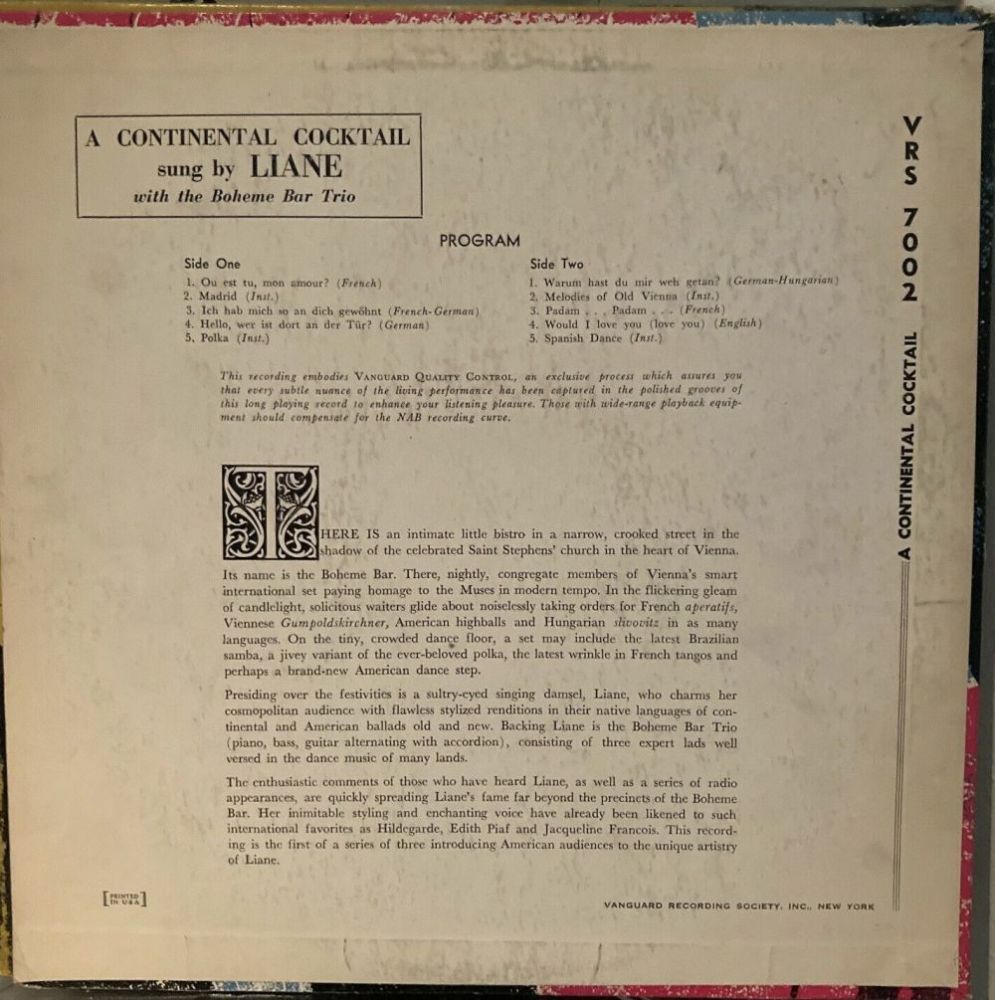 A CONTINENTAL COCKTAIL
sung by LIANE
with the Boheme Bar Trio
PROGRAM
Side One
1. Ou est tu, mon amour? (French)
2. Madrid (Inst.)
3. Ich hab mich so an dich gewöhnt (French-German)
4. Hello, wer ist dort an der Tür? (German)
5. Polka (Inst.)
Side Two
1. Warum hast du mir weh getan? (German-Hungarian)
2. Melodies of Old Vienna (Inst.)
3. Padam . . . Padam . . . (French)
4. Would I love you (love you) (English)
5. Spanish Dance (Inst.)
This recording embodies VANGUARD QUALITY CONTROL, an exclusive process which assures you
that every subtle nuance of the living performance has been captured in the polished grooves of
this long playing record to enhance your listening pleasure. Those with wide-range playback equip-
ment should compensate for the NAB recording curve.
THERE IS an intimate little bistro in a narrow, crooked street in the
shadow of the celebrated Saint Stephens' church in the heart of Vienna.
Its name is the Boheme Bar. There, nightly, congregate members of Vienna's smart
international set paying homage to the Muses in modern tempo. In the flickering gleam
of candlelight, solicitous waiters glide about noiselessly taking orders for French aperatifs,
Viennese Gumpoldskirchner, American highballs and Hungarian slivovitz in as many
languages. On the tiny, crowded dance floor, a set may include the latest Brazilian
samba, a jivey variant of the ever-beloved polka, the latest wrinkle in French tangos and
perhaps a brand-new American dance step.
Presiding over the festivities is a sultry-eyed singing damsel, Liane, who charms her
cosmopolitan audience with flawless stylized renditions in their native languages of con-
tinental and American ballads old and new. Backing Liane is the Boheme Bar Trio
(piano, bass, guitar alternating with accordion), consisting of three expert lads well
versed in the dance music of many lands.
The enthusiastic comments of those who have heard Liane, as well as a series of radio
appearances, are quickly spreading Liane's fame far beyond the precincts of the Boheme
Bar. Her inimitable styling and enchanting voice have already been likened to such
international favorites as Hildegarde, Edith Piaf and Jacqueline Francois. This record-
ing is the first of a series of three introducing American audiences to the unique artistry
of Liane.
[PRINTED
IN USA]
VANGUARD RECORDING SOCIETY, INC., NEW YORK
VRS 7002
A CONTINENTAL COCKTAIL